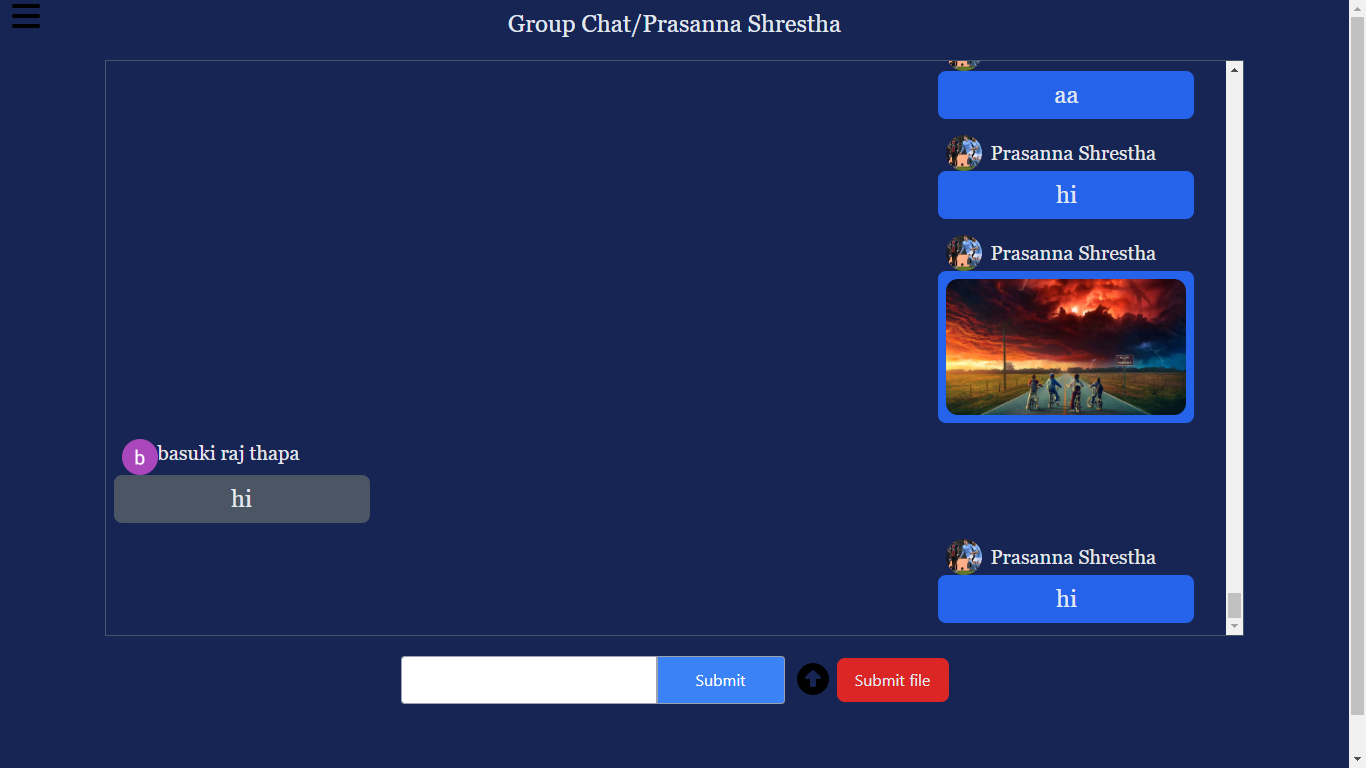 Group Chat/Prasanna Shrestha
aa
Prasanna Shrestha
hi
Prasanna Shrestha
b
basuki raj thapa
hi
Prasanna Shrestha
hi
Submit
Submit file